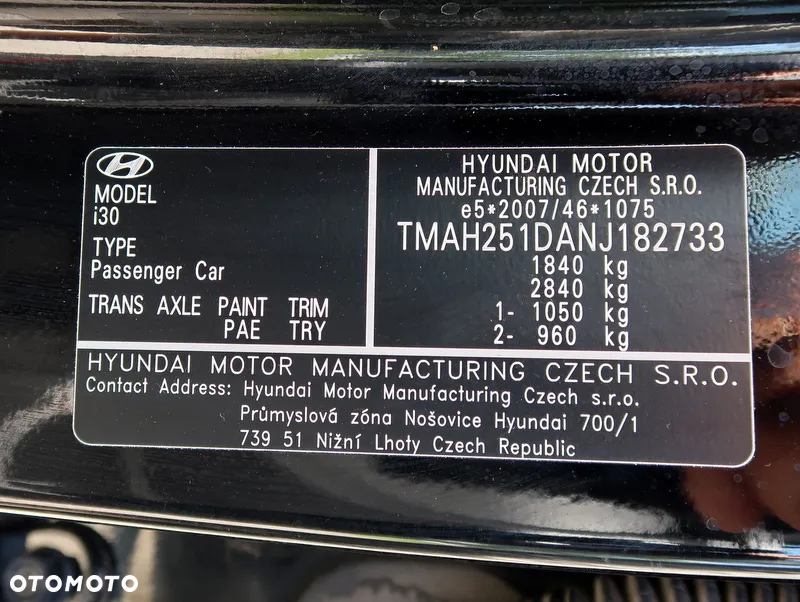 MODEL
i30
TYPE
Passenger Car
TRANS AXLE PAINT TRIM
PAE TRY
HYUNDAI MOTOR
MANUFACTURING CZECH S.R.O.
e5*2007/46*1075
TMAH251DANJ182733
1840 kg
2840 kg
1- 1050 kg
2- 960 kg
HYUNDAI MOTOR MANUFACTURING CZECH S.R.O.
Contact Address: Hyundai Motor Manufacturing Czech s.r.o.
Průmyslová zóna Nošovice Hyundai 700/1
739 51 Nižní Lhoty Czech Republic
OTOMOTO